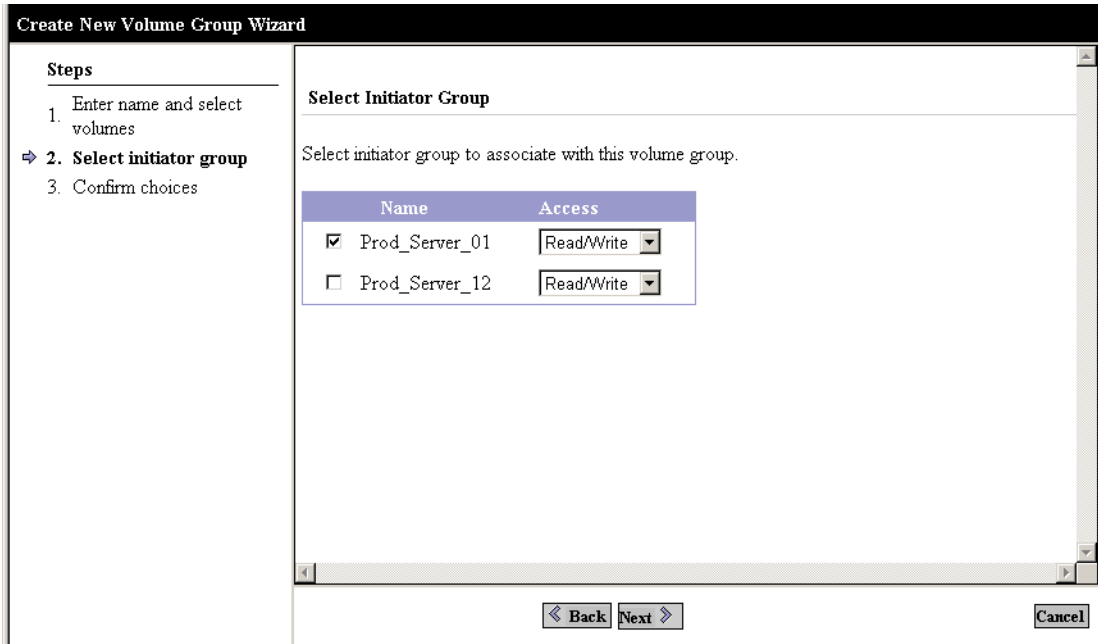 Create New Volume Group Wizard
Steps
1. Enter name and select
volumes
2. Select initiator group
3. Confirm choices
Select Initiator Group
Select initiator group to associate with this volume group.
Name Access
Prod_Server_01 Read/Write
Prod_Server_12 Read/Write
Back Next Cancel